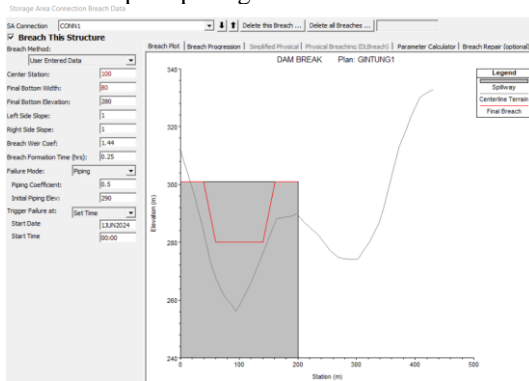 Storage Area Connection Breach Data
SA Connection CONN1 Delete this Breach ... Delete all Breaches ...
Breach This Structure
Breach Method:
User Entered Data
Center Station: 100
Final Bottom Width: 80
Final Bottom Elevation: 280
Left Side Slope: 1
Right Side Slope: 1
Breach Weir Coef: 1.44
Breach Formation Time (hrs): 0.25
Failure Mode: Piping
Piping Coefficient: 0.5
Initial Piping Elev: 290
Trigger Failure at: Set Time
Start Date 1JUN2024
Start Time 00:00
Breach Plot Breach Progression Simplified Physical Physical Breaching (DLBreach) Parameter Calculator Breach Repair (optional)
DAM BREAK Plan: GINTUNG1
Legend
Spillway
Centerline Terrain
Final Breach
Elevation (m)
340
320
300
280
260
240
0 100 200 300 400 500
Station (m)